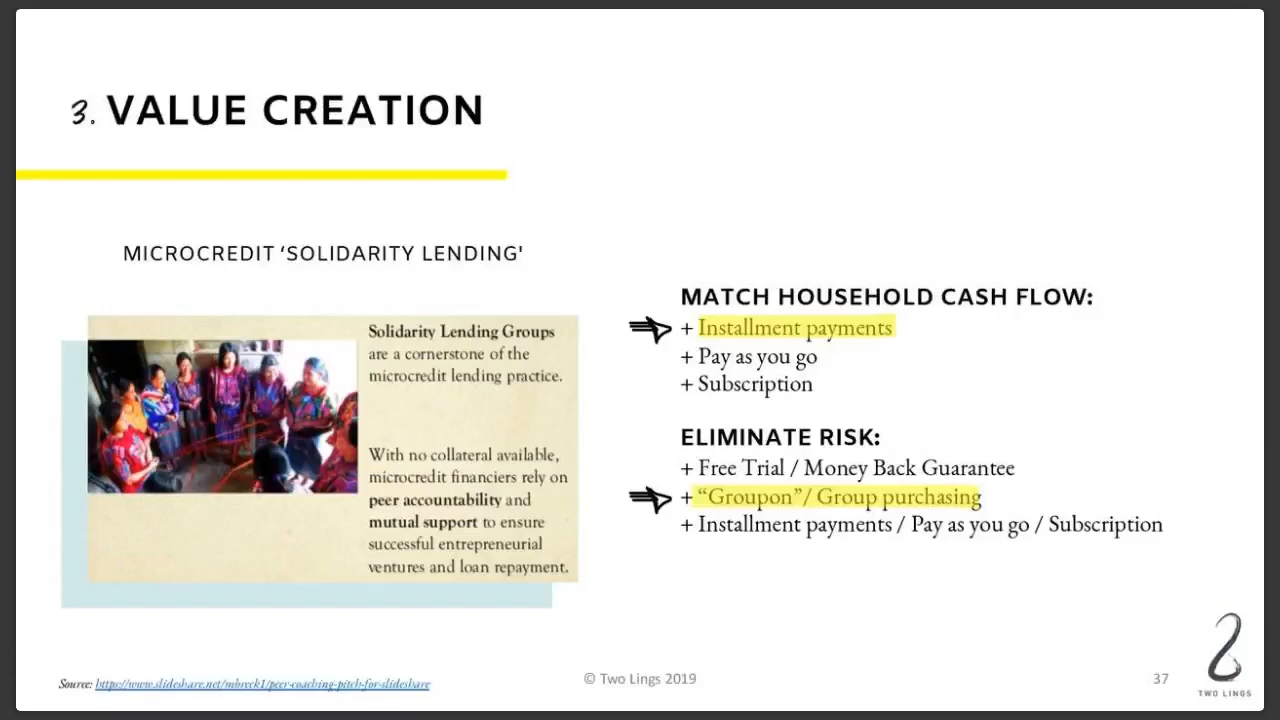 3. VALUE CREATION
MICROCREDIT ‘SOLIDARITY LENDING'
Solidarity Lending Groups
are a cornerstone of the
microcredit lending practice.
With no collateral available,
microcredit financiers rely on
peer accountability and
mutual support to ensure
successful entrepreneurial
ventures and loan repayment.
MATCH HOUSEHOLD CASH FLOW:
+ Installment payments
+ Pay as you go
+ Subscription
ELIMINATE RISK:
+ Free Trial / Money Back Guarantee
+ “Groupon”/ Group purchasing
+ Installment payments / Pay as you go / Subscription
Source: https://www.slideshare.net/mbreck1/peer-coaching-pitch-for-slideshare
© Two Lings 2019
37
TWO LINGS